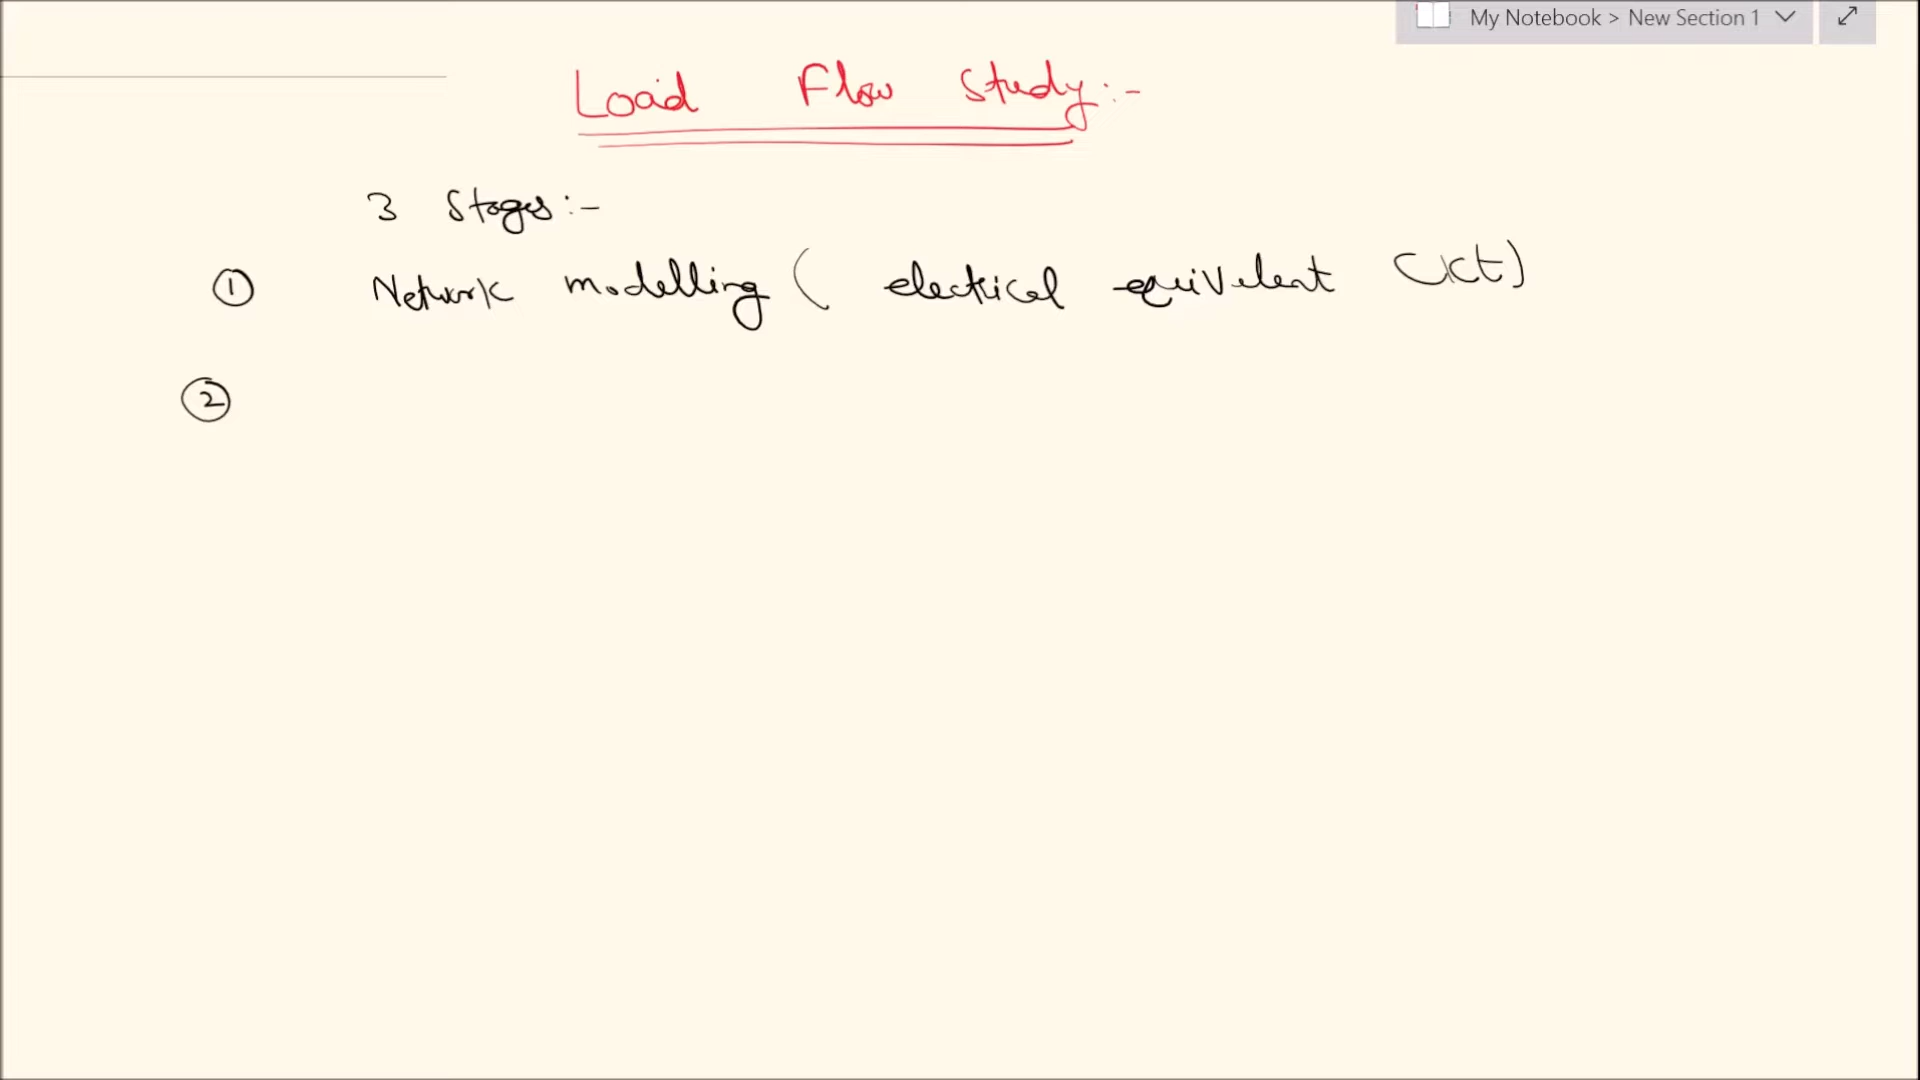 My Notebook > New Section 1
Load Flow Study:-
3 Stages:-
① Network modelling ( electrical equivalent CKt)
②